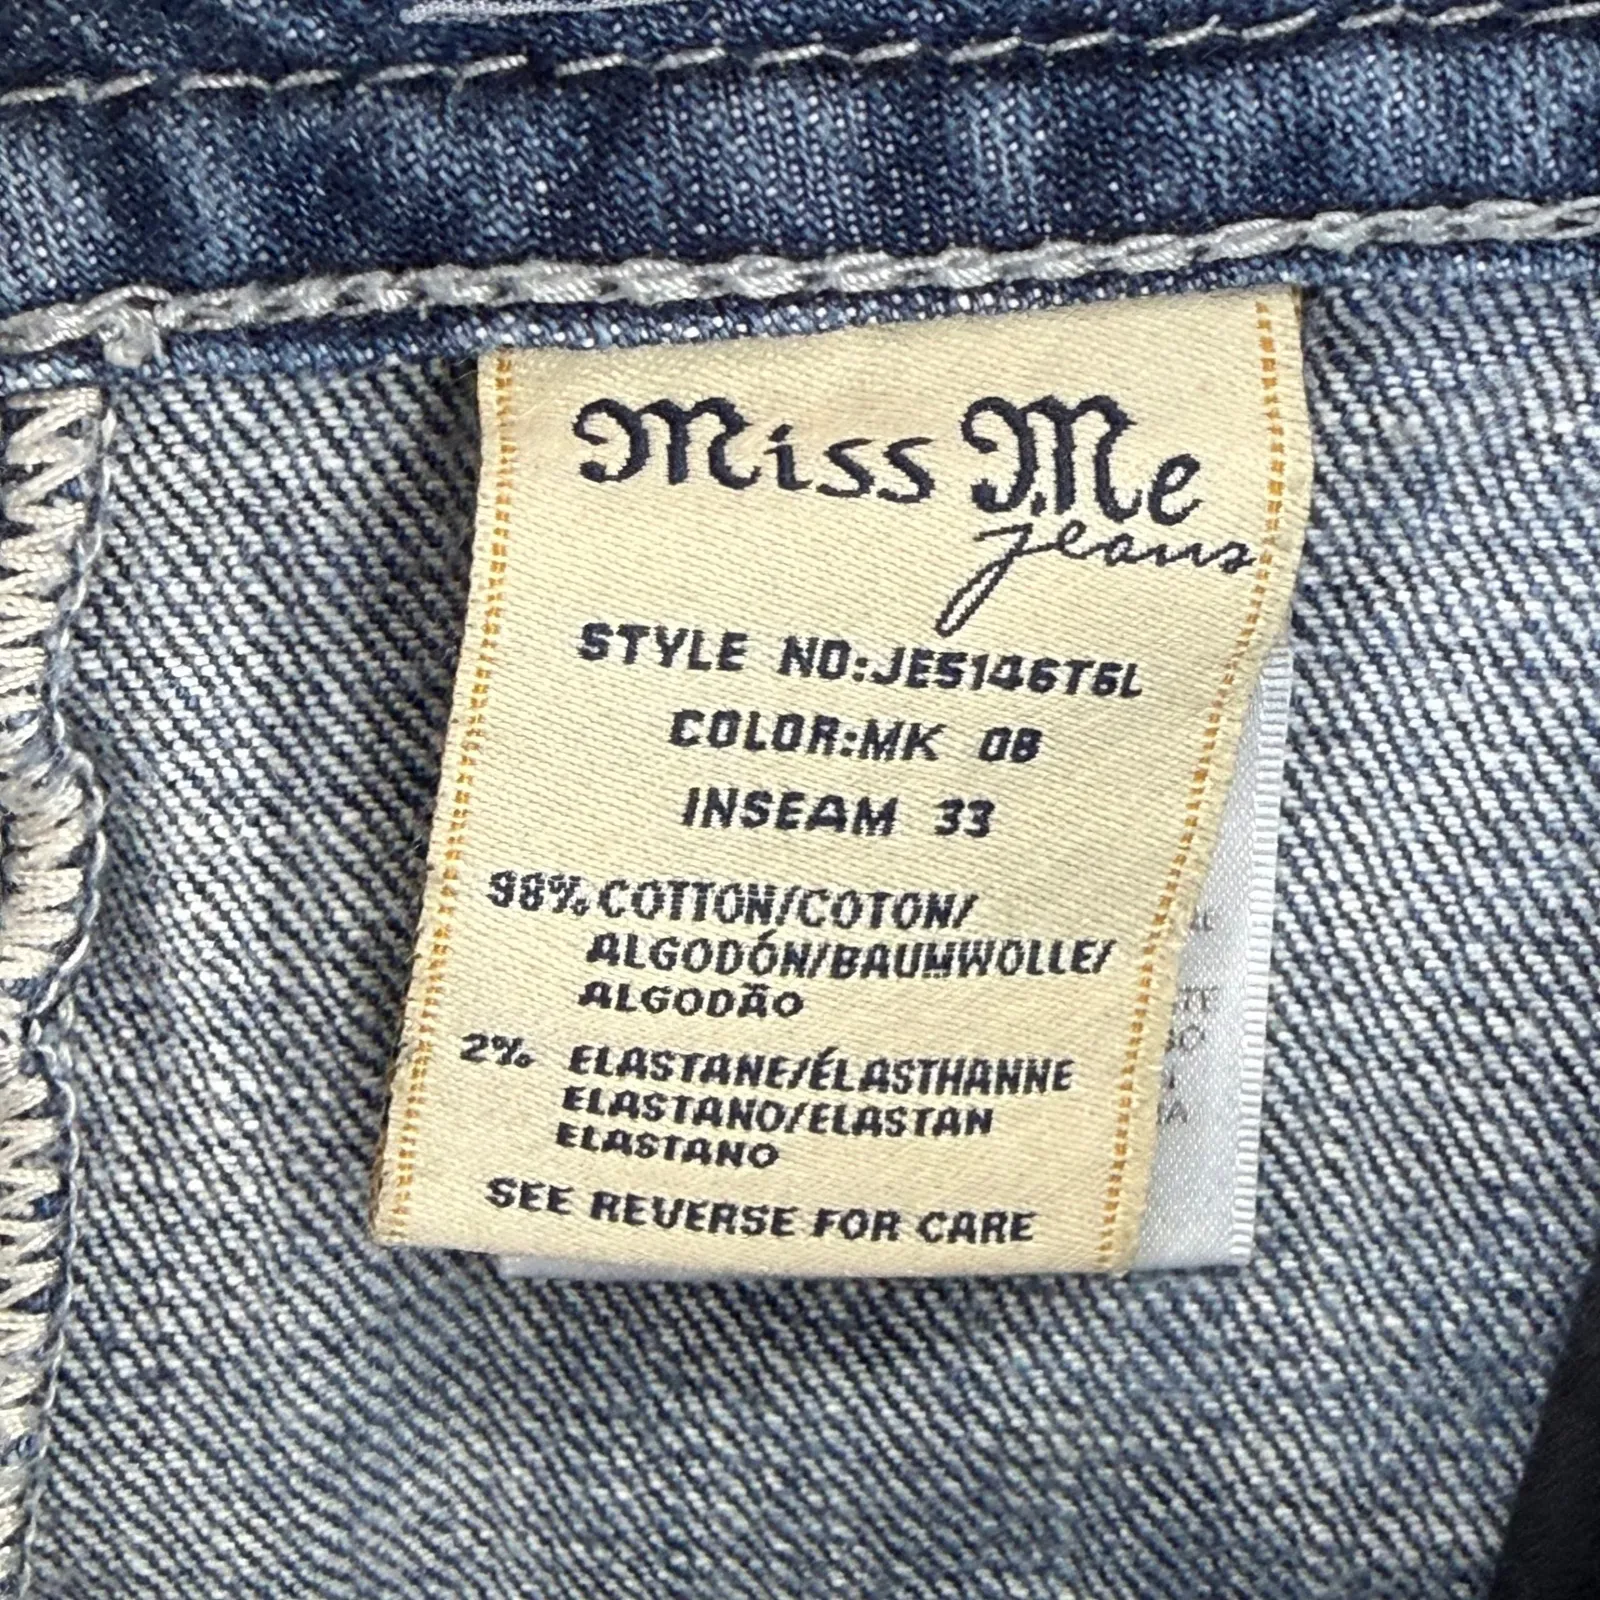 Miss Me
jeans
STYLE NO:JE5146T5L
COLOR:MK 08
INSEAM 33
98% COTTON/COTON/
ALGODÓN/BAUMWOLLE/
ALGODÃO
2% ELASTANE/ÉLASTHANNE
ELASTANO/ELASTAN
ELASTANO
SEE REVERSE FOR CARE